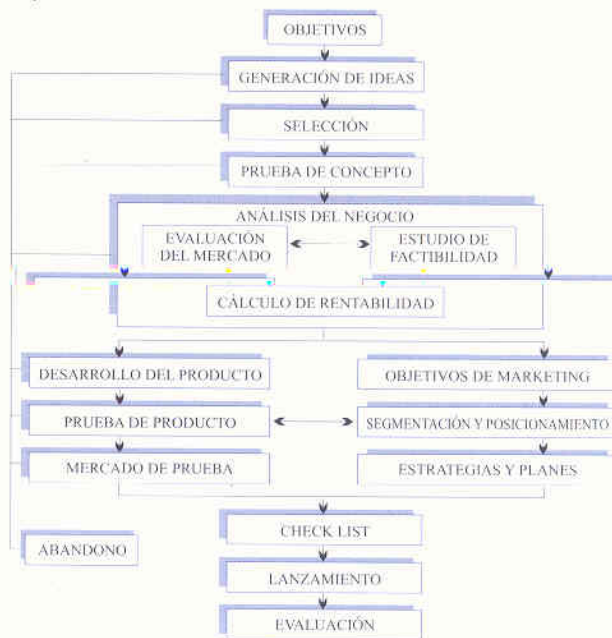 OBJETIVOS
GENERACIÓN DE IDEAS
SELECCIÓN
PRUEBA DE CONCEPTO
ANÁLISIS DEL NEGOCIO
EVALUACIÓN
DEL MERCADO
ESTUDIO DE
FACTIBILIDAD
CÁLCULO DE RENTABILIDAD
DESARROLLO DEL PRODUCTO
OBJETIVOS DE MARKETING
PRUEBA DE PRODUCTO
SEGMENTACIÓN Y POSICIONAMIENTO
MERCADO DE PRUEBA
ESTRATEGIAS Y PLANES
CHECK LIST
ABANDONO
LANZAMIENTO
EVALUACIÓN